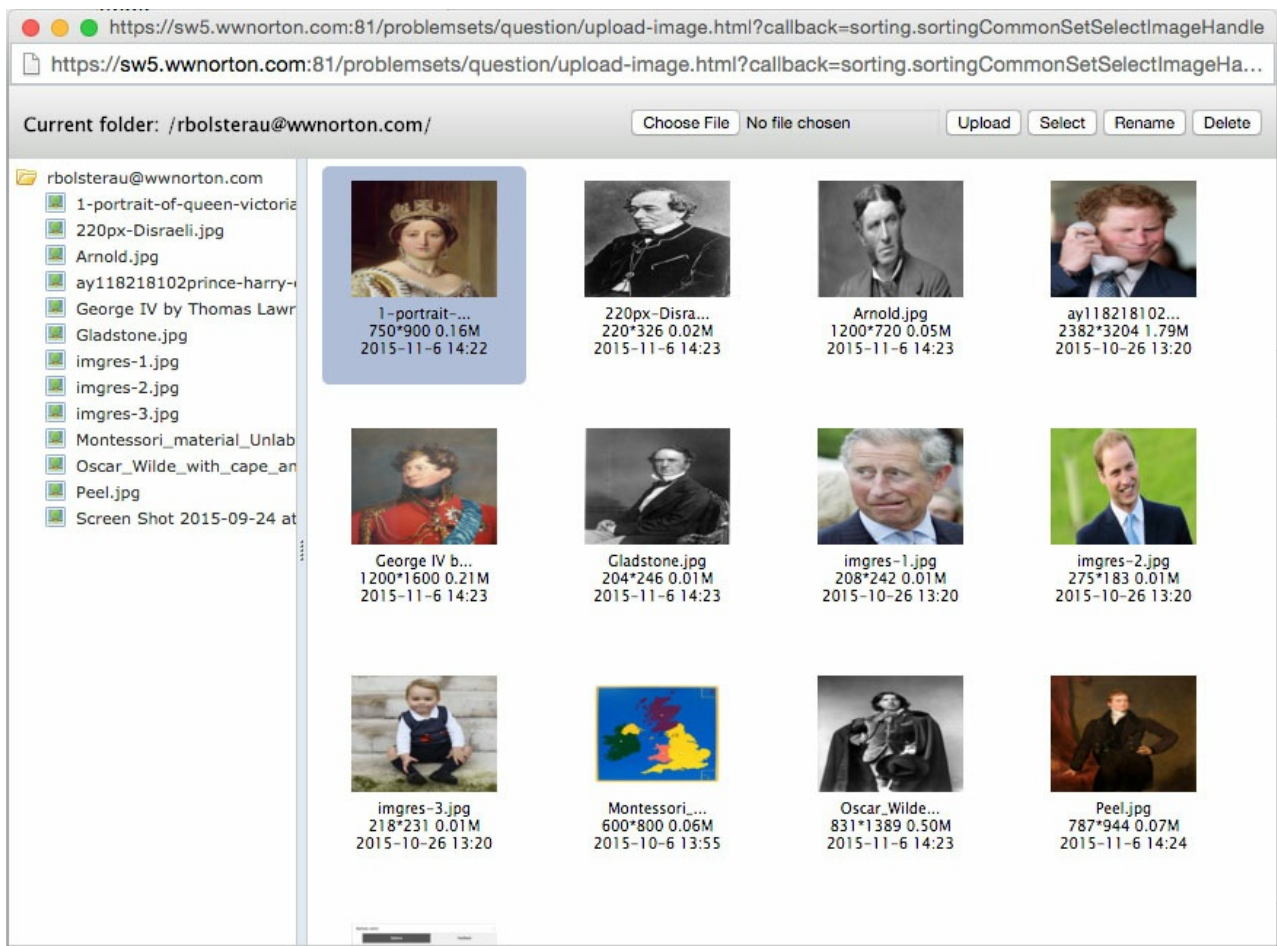 https://sw5.wwnorton.com:81/problemsets/question/upload-image.html?callback=sorting.sortingCommonSetSelectImageHandle
https://sw5.wwnorton.com:81/problemsets/question/upload-image.html?callback=sorting.sortingCommonSetSelectImageHa...
Current folder: /rbolsterau@wwnorton.com/ Choose File No file chosen Upload Select Rename Delete
rbolsterau@wwnorton.com
1-portrait-of-queen-victoria
220px-Disraeli.jpg
Arnold.jpg
ay118218102prince-harry-
George IV by Thomas Lawr
Gladstone.jpg
imgres-1.jpg
imgres-2.jpg
imgres-3.jpg
Montessori_material_Unlab
Oscar_Wilde_with_cape_an
Peel.jpg
Screen Shot 2015-09-24 at
1-portrait-... 220px-Disra... Arnold.jpg ay118218102...
750*900 0.16M 220*326 0.02M 1200*720 0.05M 2382*3204 1.79M
2015-11-6 14:22 2015-11-6 14:23 2015-11-6 14:23 2015-10-26 13:20
George IV b... Gladstone.jpg imgres-1.jpg imgres-2.jpg
1200*1600 0.21M 204*246 0.01M 208*242 0.01M 275*183 0.01M
2015-11-6 14:23 2015-11-6 14:23 2015-10-26 13:20 2015-10-26 13:20
imgres-3.jpg Montessori_... Oscar_Wilde... Peel.jpg
218*231 0.01M 600*800 0.06M 831*1389 0.50M 787*944 0.07M
2015-10-26 13:20 2015-10-6 13:55 2015-11-6 14:23 2015-11-6 14:24